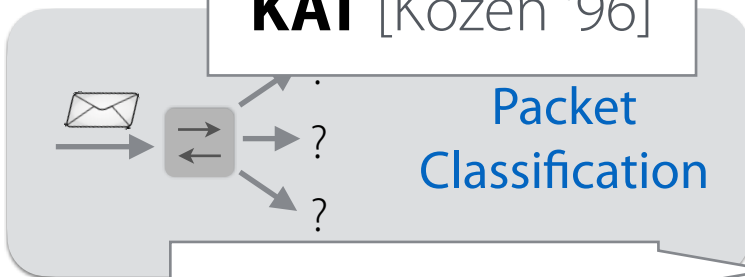 KAT [Kozen '96]
?
Packet
?
Classification
?